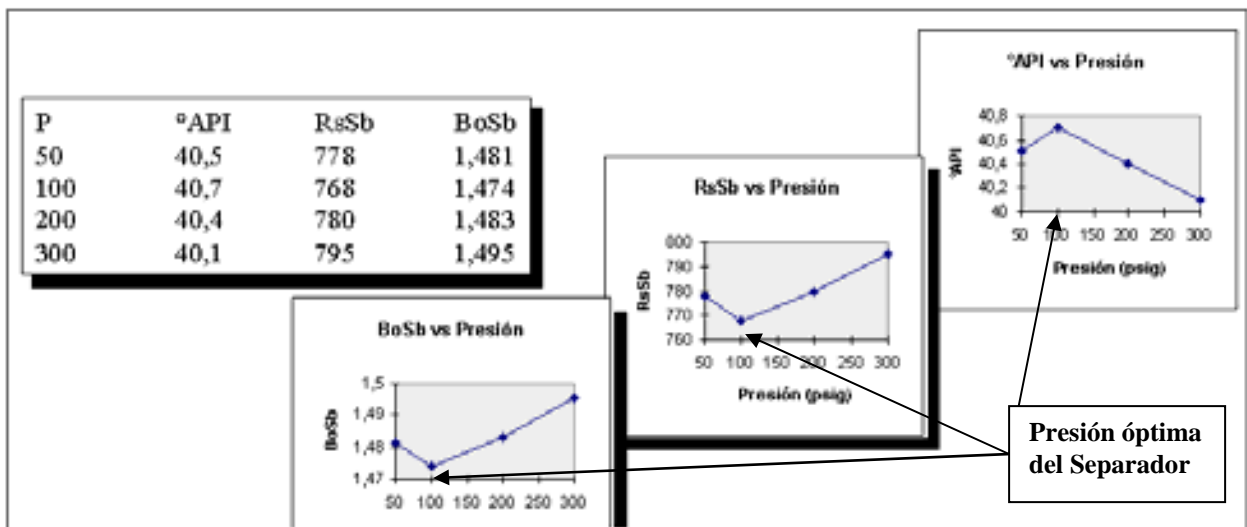 P ºAPI RsSb BoSb
50 40,5 778 1,481
100 40,7 768 1,474
200 40,4 780 1,483
300 40,1 795 1,495
ºAPI vs Presión
40,8
40,6
40,4
40,2
40
ºAPI
50 100 150 200 250 300
Presión (psig)
RsSb vs Presión
800
790
780
770
760
RsSb
50 100 150 200 250 300
Presión (psig)
BoSb vs Presión
1,5
1,49
1,48
1,47
BoSb
50 100 150 200 250 300
Presión óptima
del Separador